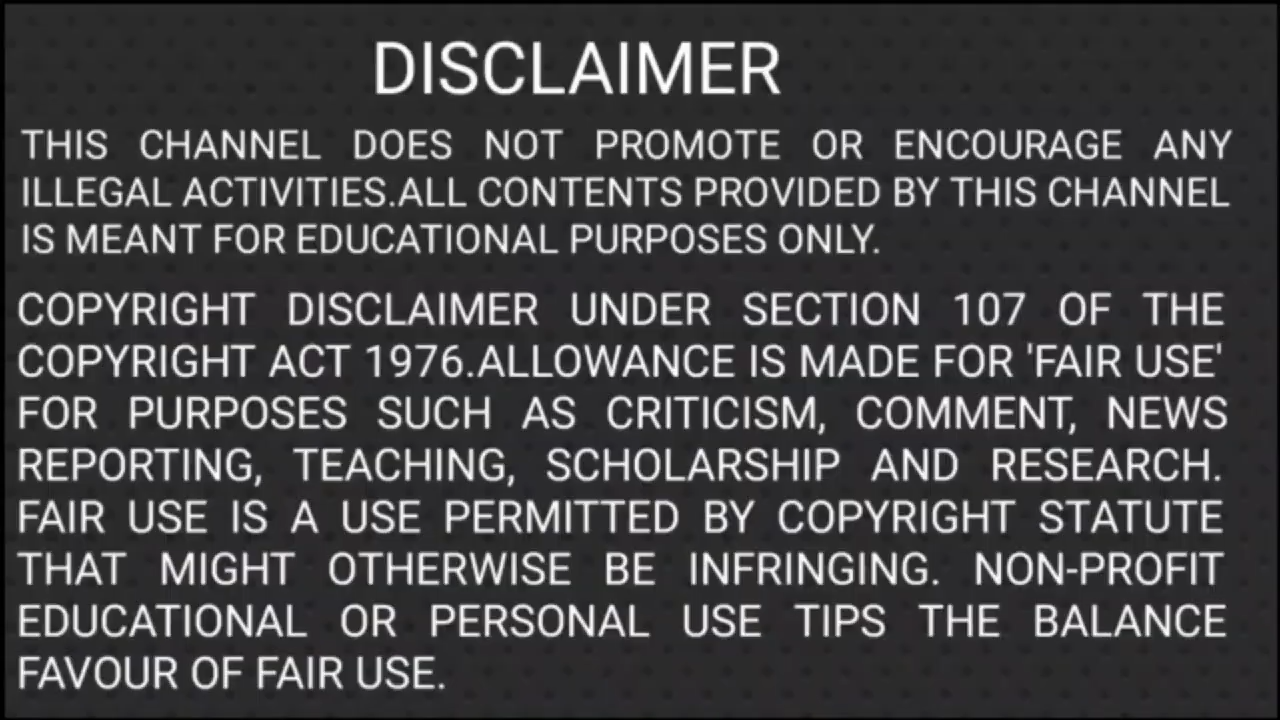 DISCLAIMER
THIS CHANNEL DOES NOT PROMOTE OR ENCOURAGE ANY
ILLEGAL ACTIVITIES.ALL CONTENTS PROVIDED BY THIS CHANNEL
IS MEANT FOR EDUCATIONAL PURPOSES ONLY.
COPYRIGHT DISCLAIMER UNDER SECTION 107 OF THE
COPYRIGHT ACT 1976.ALLOWANCE IS MADE FOR 'FAIR USE'
FOR PURPOSES SUCH AS CRITICISM, COMMENT, NEWS
REPORTING, TEACHING, SCHOLARSHIP AND RESEARCH.
FAIR USE IS A USE PERMITTED BY COPYRIGHT STATUTE
THAT MIGHT OTHERWISE BE INFRINGING. NON-PROFIT
EDUCATIONAL OR PERSONAL USE TIPS THE BALANCE
FAVOUR OF FAIR USE.